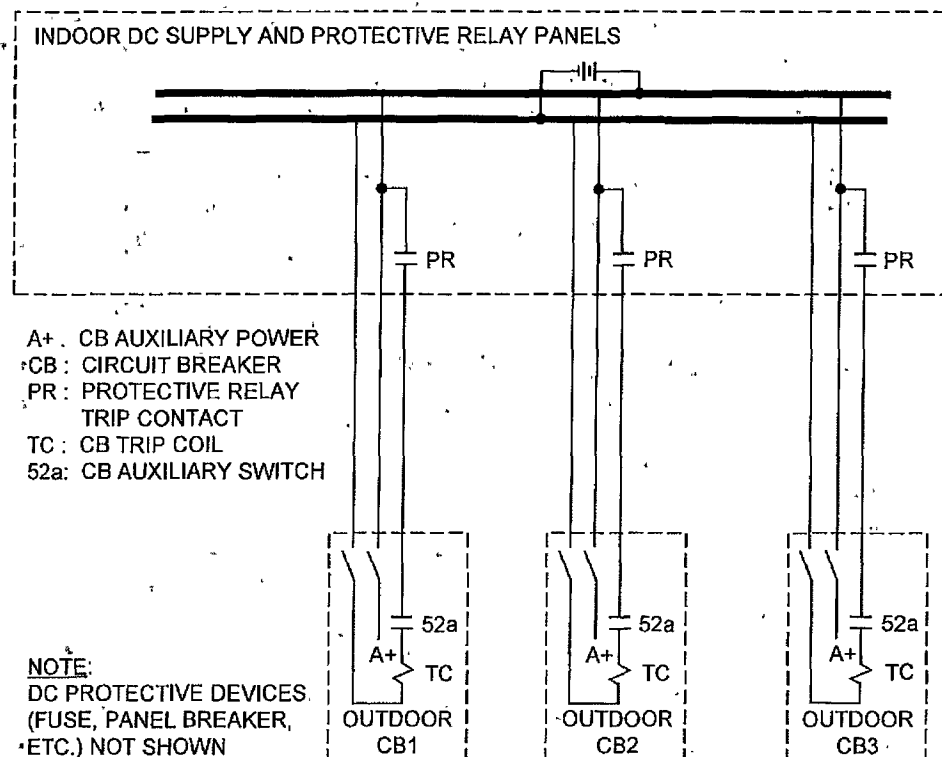 INDOOR DC SUPPLY AND PROTECTIVE RELAY PANELS
PR
PR
PR
A+ . CB AUXILIARY POWER
CB : CIRCUIT BREAKER
PR : PROTECTIVE RELAY
TRIP CONTACT
TC : CB TRIP COIL
52a: CB AUXILIARY SWITCH
52a
52a
52a
A+
TC
A+
TC
A+
TC
NOTE:
DC PROTECTIVE DEVICES
(FUSE, PANEL BREAKER,
ETC.) NOT SHOWN
OUTDOOR
CB1
OUTDOOR
CB2
OUTDOOR
CB3